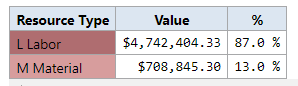 Resource Type Value %
L Labor $4,742,404.33 87.0 %
M Material $708,845.30 13.0 %